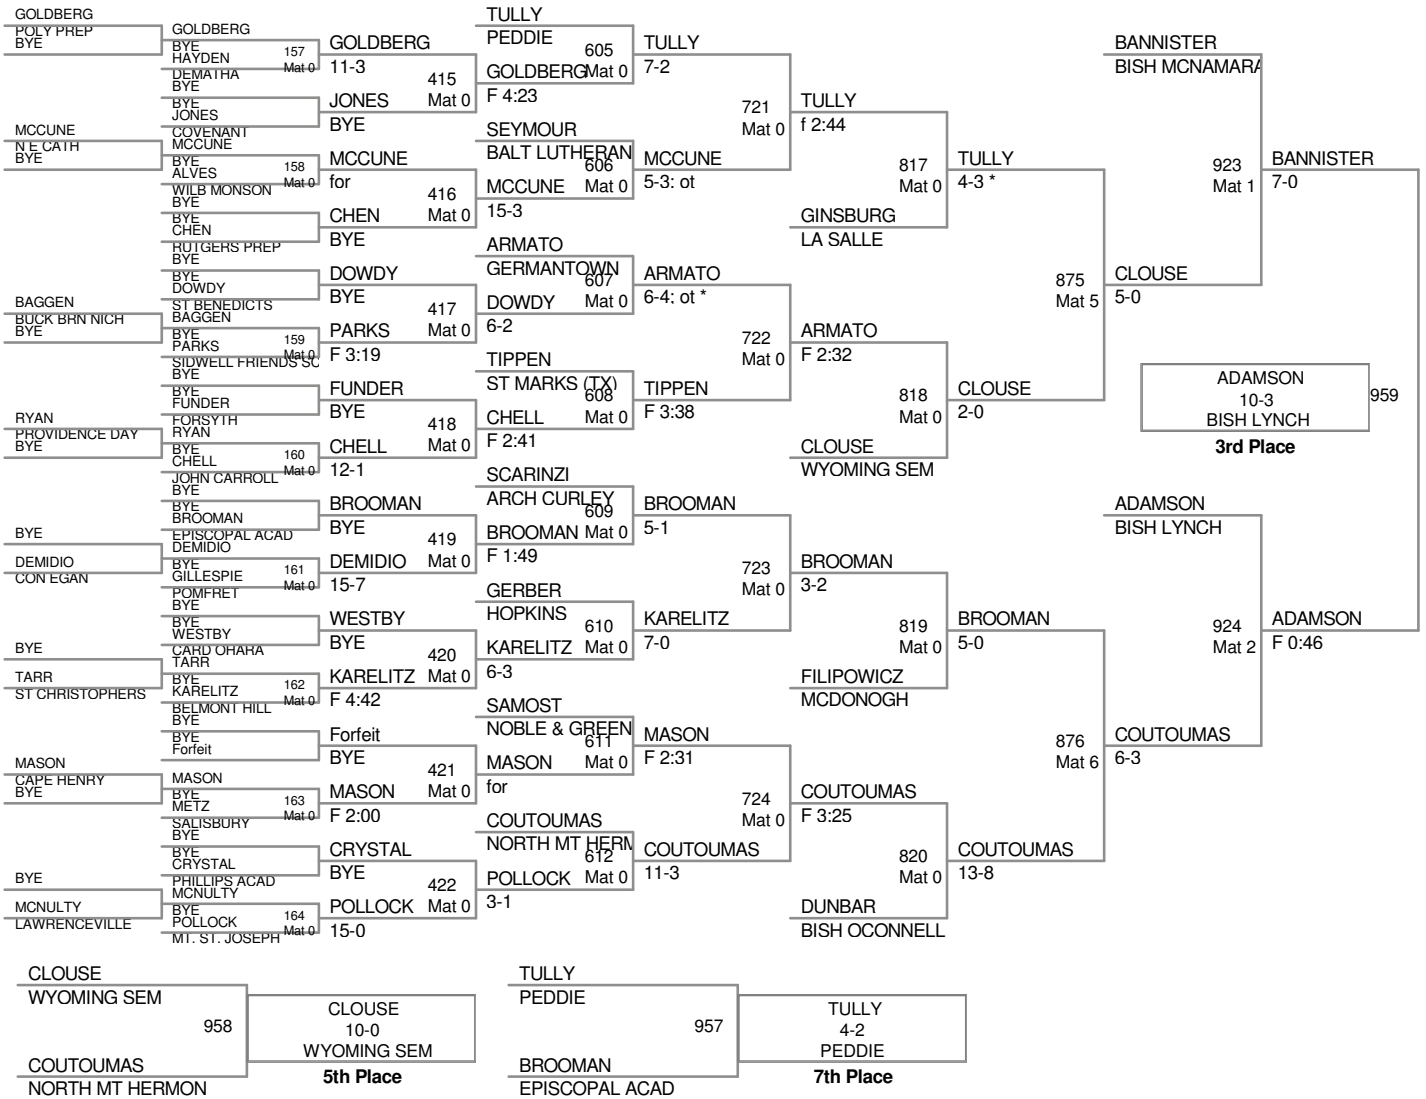 GOLDBERG
POLY PREP
BYE
MCCUNE
N E CATH
BYE
BAGGEN
BUCK BRN NICH
BYE
RYAN
PROVIDENCE DAY
BYE
BYE
DEMIDIO
CON EGAN
BYE
TARR
ST CHRISTOPHERS
MASON
CAPE HENRY
BYE
BYE
MCNULTY
LAWRENCEVILLE
GOLDBERG
BYE
HAYDEN
157
Mat 0
DEMATHA
BYE
BYE
JONES
COVENANT
MCCUNE
BYE
ALVES
158
Mat 0
WILB MONSON
BYE
BYE
CHEN
RUTGERS PREP
BYE
BYE
DOWDY
ST BENEDICTS
BAGGEN
BYE
PARKS
159
Mat 0
SIDWELL FRIENDS SC
BYE
BYE
FUNDER
FORSYTH
RYAN
BYE
CHELL
160
Mat 0
JOHN CARROLL
BYE
BYE
BROOMAN
EPISCOPAL ACAD
DEMIDIO
BYE
GILLESPIE
161
Mat 0
POMFRET
BYE
BYE
WESTBY
CARD OHARA
TARR
BYE
KARELITZ
162
Mat 0
BELMONT HILL
BYE
BYE
Forfeit
MASON
BYE
METZ
163
Mat 0
SALISBURY
BYE
BYE
CRYSTAL
PHILLIPS ACAD
MCNULTY
BYE
POLLOCK
164
Mat 0
MT. ST. JOSEPH
GOLDBERG
11-3
415
Mat 0
JONES
BYE
MCCUNE
for
416
Mat 0
CHEN
BYE
DOWDY
BYE
417
Mat 0
PARKS
F 3:19
FUNDER
BYE
418
Mat 0
CHELL
12-1
BROOMAN
BYE
419
Mat 0
DEMIDIO
15-7
WESTBY
BYE
420
Mat 0
KARELITZ
F 4:42
Forfeit
BYE
421
Mat 0
MASON
F 2:00
CRYSTAL
BYE
422
Mat 0
POLLOCK
15-0
TULLY
PEDDIE
605
Mat 0
GOLDBERG
F 4:23
SEYMOUR
BALT LUTHERAN
606
Mat 0
MCCUNE
15-3
ARMATO
GERMANTOWN
607
Mat 0
DOWDY
6-2
TIPPEN
ST MARKS (TX)
608
Mat 0
CHELL
F 2:41
SCARINZI
ARCH CURLEY
609
Mat 0
BROOMAN
F 1:49
GERBER
HOPKINS
610
Mat 0
KARELITZ
6-3
SAMOST
NOBLE & GREEN
611
Mat 0
MASON
for
COUTOUMAS
NORTH MT HERM
612
Mat 0
POLLOCK
3-1
TULLY
7-2
721
Mat 0
MCCUNE
5-3: ot
ARMATO
6-4: ot *
722
Mat 0
TIPPEN
F 3:38
BROOMAN
5-1
723
Mat 0
KARELITZ
7-0
MASON
F 2:31
724
Mat 0
COUTOUMAS
11-3
TULLY
f 2:44
817
Mat 0
GINSBURG
LA SALLE
ARMATO
F 2:32
818
Mat 0
CLOUSE
WYOMING SEM
BROOMAN
3-2
819
Mat 0
FILIPOWICZ
MCDONOGH
COUTOUMAS
F 3:25
820
Mat 0
DUNBAR
BISH OCONNELL
TULLY
4-3 *
875
Mat 5
CLOUSE
2-0
BROOMAN
5-0
876
Mat 6
COUTOUMAS
13-8
BANNISTER
BISH MCNAMARA
923
Mat 1
CLOUSE
5-0
ADAMSON
BISH LYNCH
924
Mat 2
COUTOUMAS
6-3
BANNISTER
7-0
ADAMSON
F 0:46
ADAMSON
10-3
BISH LYNCH
959
3rd Place
CLOUSE
WYOMING SEM
958
COUTOUMAS
NORTH MT HERMON
CLOUSE
10-0
WYOMING SEM
5th Place
TULLY
PEDDIE
957
BROOMAN
EPISCOPAL ACAD
TULLY
4-2
PEDDIE
7th Place